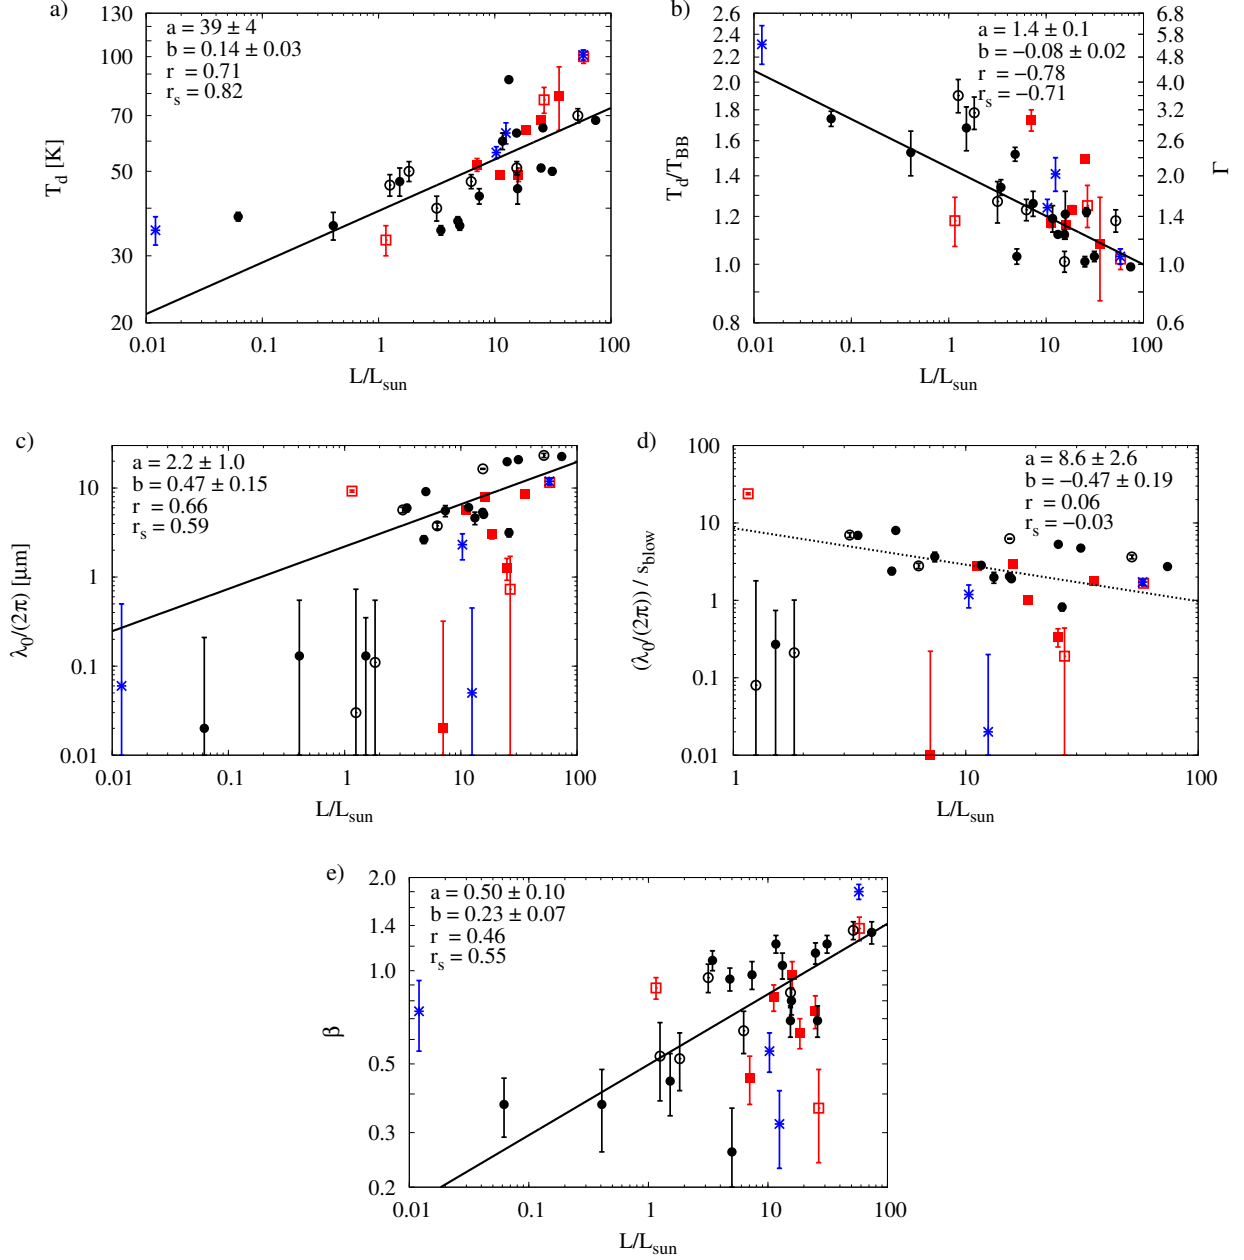 a)
a = 39 ± 4
b = 0.14 ± 0.03
r = 0.71
r_s = 0.82
T_d [K]
100
70
50
30
20
0.01 0.1 1 10 100
L/L_sun
b)
a = 1.4 ± 0.1
b = −0.08 ± 0.02
r = −0.78
r_s = −0.71
T_d/T_BB
2.6
2.4
2.2
2.0
1.8
1.6
1.4
1.2
1.0
0.8
Γ
6.8
5.8
4.8
4.0
3.0
2.0
1.4
1.0
0.6
0.01 0.1 1 10 100
L/L_sun
c)
a = 2.2 ± 1.0
b = 0.47 ± 0.15
r = 0.66
r_s = 0.59
λ_0/(2π) [µm]
10
1
0.1
0.01
0.01 0.1 1 10 100
L/L_sun
d)
a = 8.6 ± 2.6
b = −0.47 ± 0.19
r = 0.06
r_s = −0.03
(λ_0/(2π)) / s_blow
100
10
1
0.1
0.01
1 10 100
L/L_sun
e)
a = 0.50 ± 0.10
b = 0.23 ± 0.07
r = 0.46
r_s = 0.55
β
2.0
1.4
1.0
0.5
0.3
0.2
0.01 0.1 1 10 100
L/L_sun